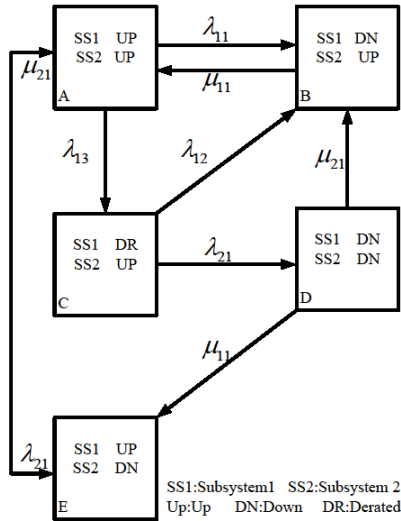 SS1 UP
SS2 UP
A
λ11
μ11
SS1 DN
SS2 UP
B
μ21
λ13
λ12
μ21
SS1 DR
SS2 UP
C
λ21
SS1 DN
SS2 DN
D
μ11
λ21
SS1 UP
SS2 DN
E
SS1:Subsystem1 SS2:Subsystem 2
Up:Up DN:Down DR:Derated